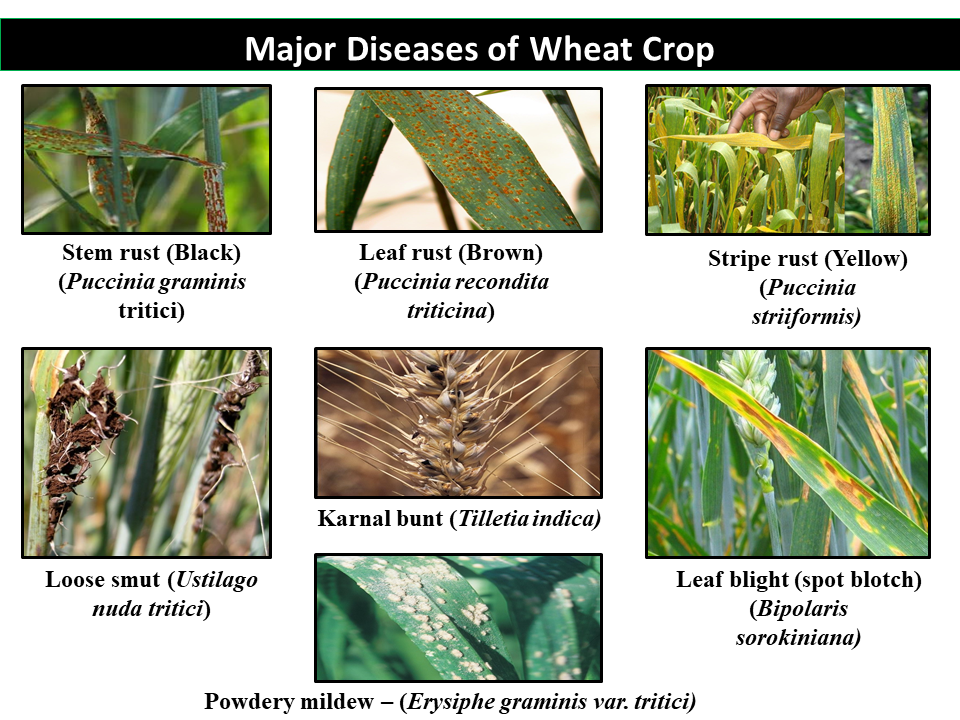 Major Diseases of Wheat Crop
Stem rust (Black)
(Puccinia graminis
tritici)
Leaf rust (Brown)
(Puccinia recondita
triticina)
Stripe rust (Yellow)
(Puccinia
striiformis)
Loose smut (Ustilago
nuda tritici)
Karnal bunt (Tilletia indica)
Leaf blight (spot blotch)
(Bipolaris
sorokiniana)
Powdery mildew – (Erysiphe graminis var. tritici)